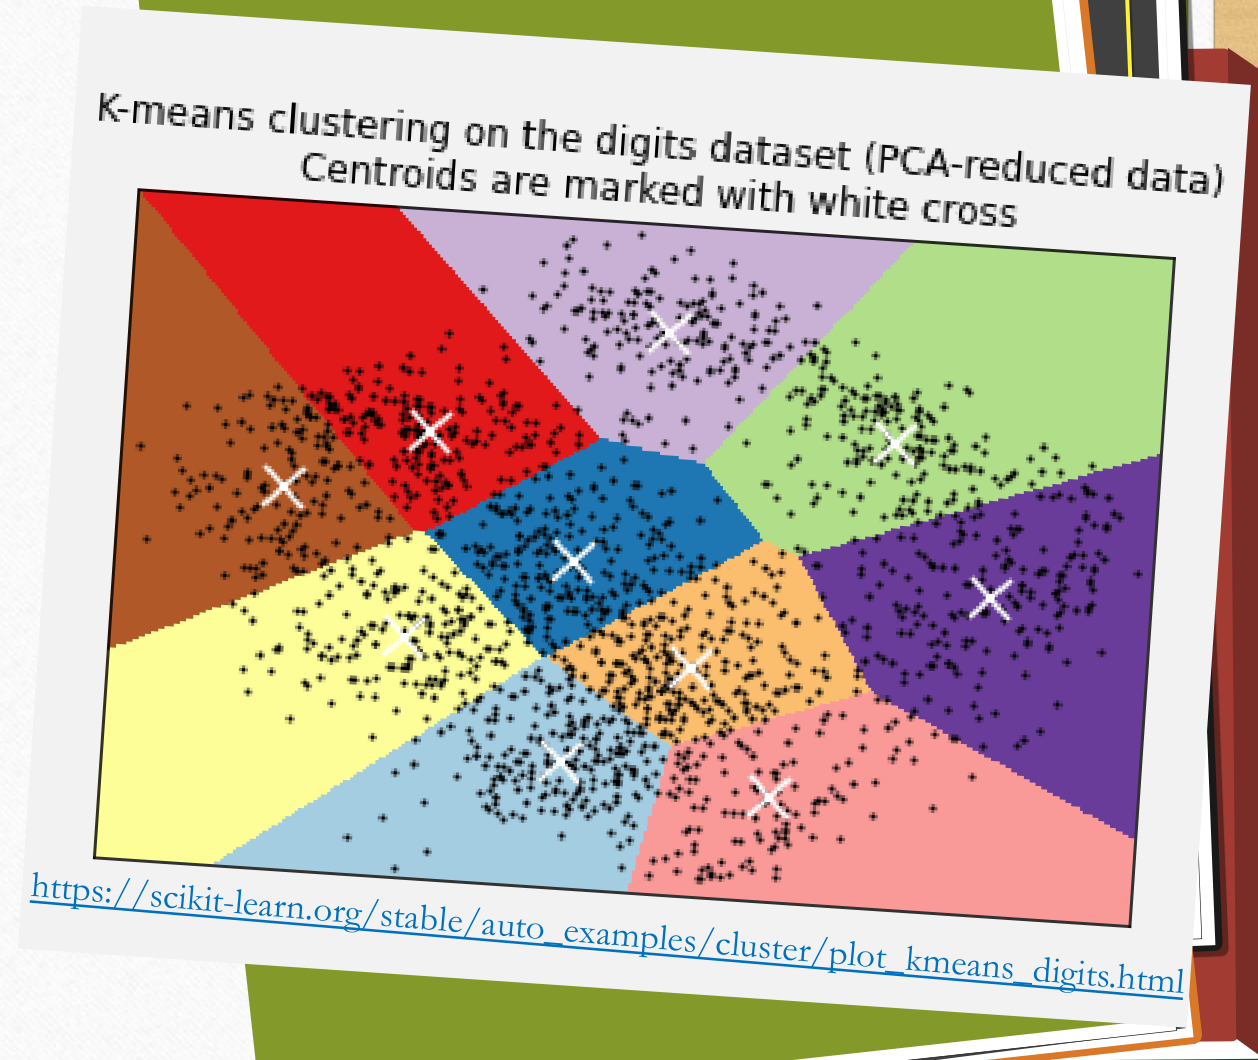 K-means clustering on the digits dataset (PCA-reduced data)
Centroids are marked with white cross
https://scikit-learn.org/stable/auto_examples/cluster/plot_kmeans_digits.html